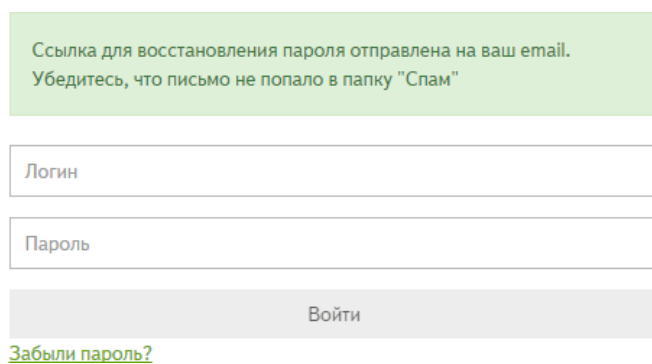 Ссылка для восстановления пароля отправлена на ваш email.
Убедитесь, что письмо не попало в папку "Спам"
Логин
Пароль
Войти
Забыли пароль?